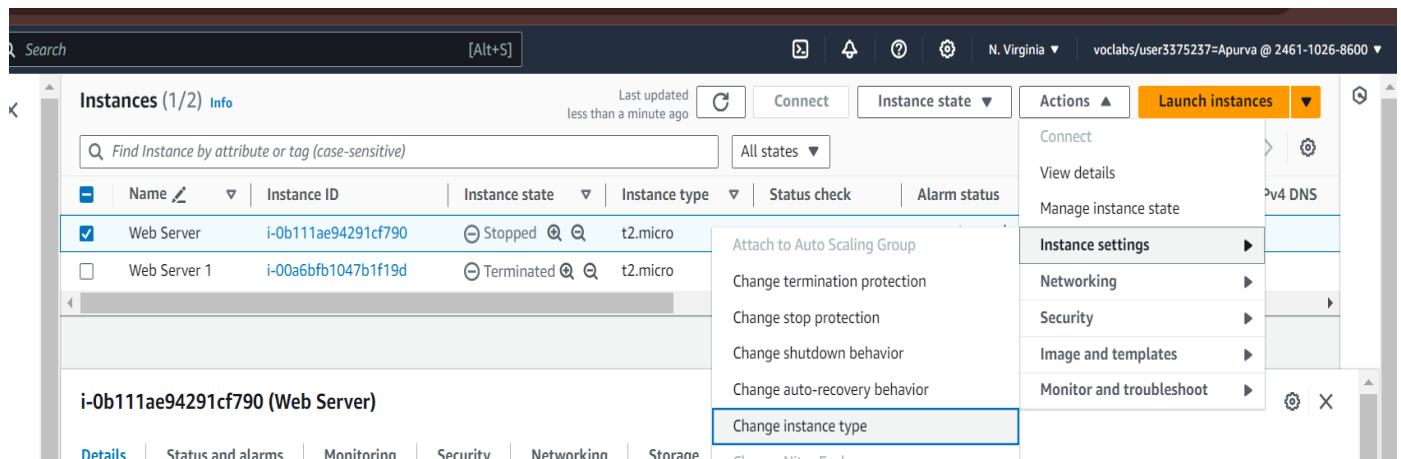 Search [Alt+S] N. Virginia ▼ voclabs/user3375237=Apurva @ 2461-1026-8600 ▼
Instances (1/2) Info
Last updated
less than a minute ago
Connect Instance state ▼ Actions ▲ Launch instances ▼
Find Instance by attribute or tag (case-sensitive) All states ▼
Name Instance ID Instance state Instance type Status check Alarm status Pv4 DNS
Web Server i-0b111ae94291cf790 Stopped t2.micro
Web Server 1 i-00a6bfb1047b1f19d Terminated t2.micro
Connect
View details
Manage instance state
Instance settings
Networking
Security
Image and templates
Monitor and troubleshoot
Attach to Auto Scaling Group
Change termination protection
Change stop protection
Change shutdown behavior
Change auto-recovery behavior
Change instance type
i-0b111ae94291cf790 (Web Server)
Details Status and alarms Monitoring Security Networking Storage